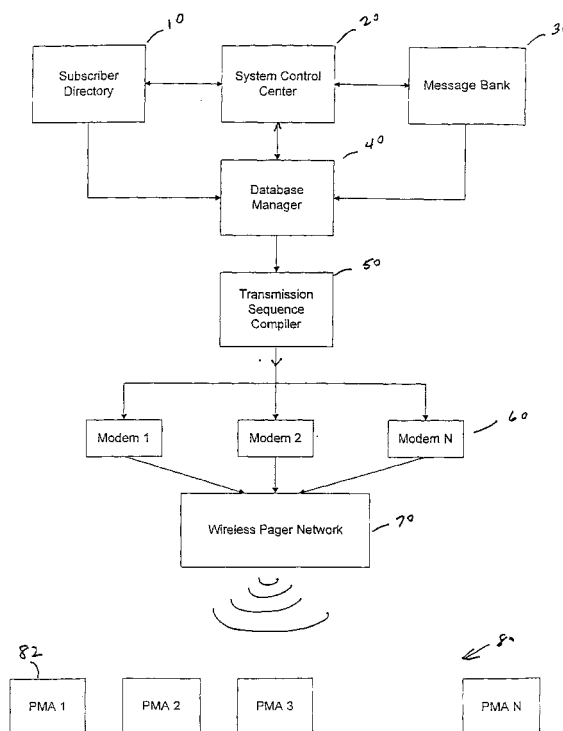 10
20
Subscriber
Directory
System Control
Center
Message Bank
40
Database
Manager
50
Transmission
Sequence
Compiler
Modem 1
Modem 2
Modem N
60
Wireless Pager Network
70
82
PMA 1
PMA 2
PMA 3
PMA N